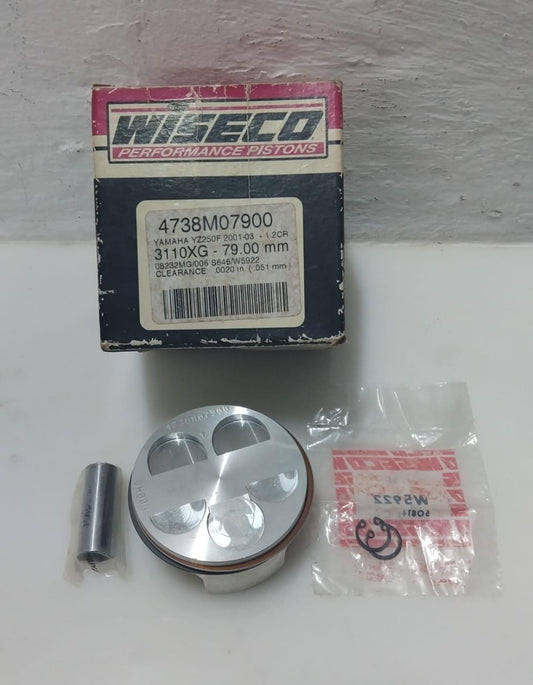 WISECO
PERFORMANCE PISTONS
4738M07900
YAMAHA YZ250F 2001-03 - 1.2CR
3110XG - 79.00 mm
08232MG/006 S646/W5922
CLEARANCE .0020 in ( .051 mm )
4738M07900
W5922